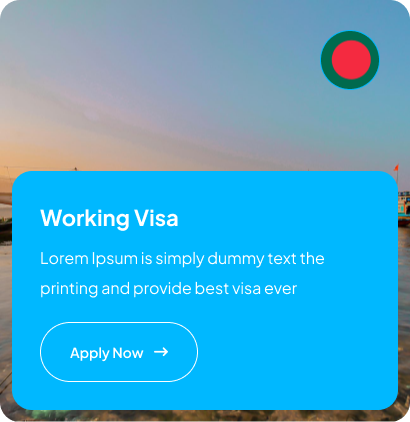 Working Visa
Lorem Ipsum is simply dummy text the
printing and provide best visa ever
Apply Now →